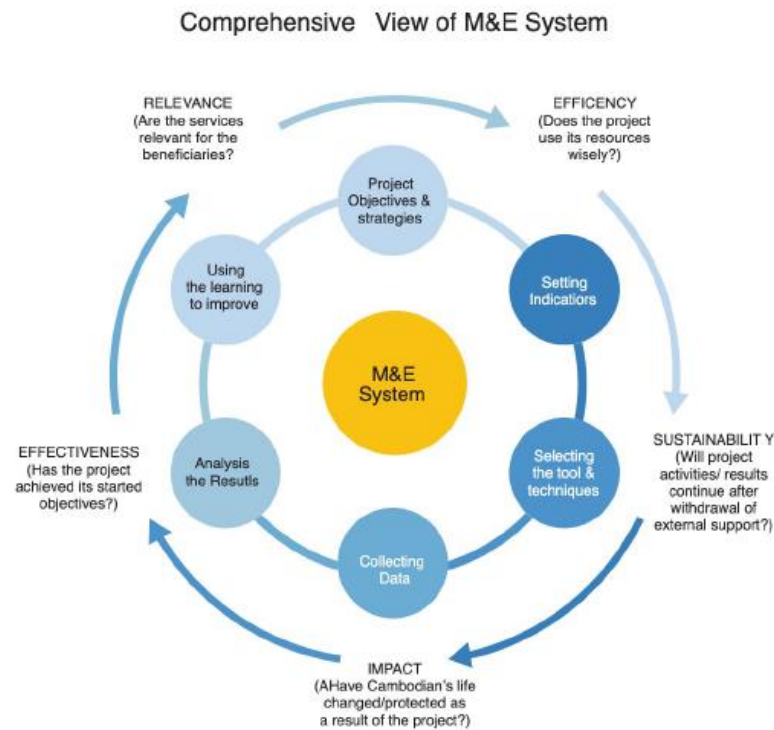 Comprehensive View of M&E System
RELEVANCE
(Are the services
relevant for the
beneficiaries?
EFFICENCY
(Does the project
use its resources
wisely?)
Project
Objectives &
strategies
Using
the learning
to improve
Setting
Indicatiors
M&E
System
EFFECTIVENESS
(Has the project
achieved its started
objectives?)
Analysis
the Resutls
Selecting
the tool &
techniques
SUSTAINABILIT Y
(Will project
activities/ results
continue after
withdrawal of
external support?)
Collecting
Data
IMPACT
(AHave Cambodian's life
changed/protected as
a result of the project?)